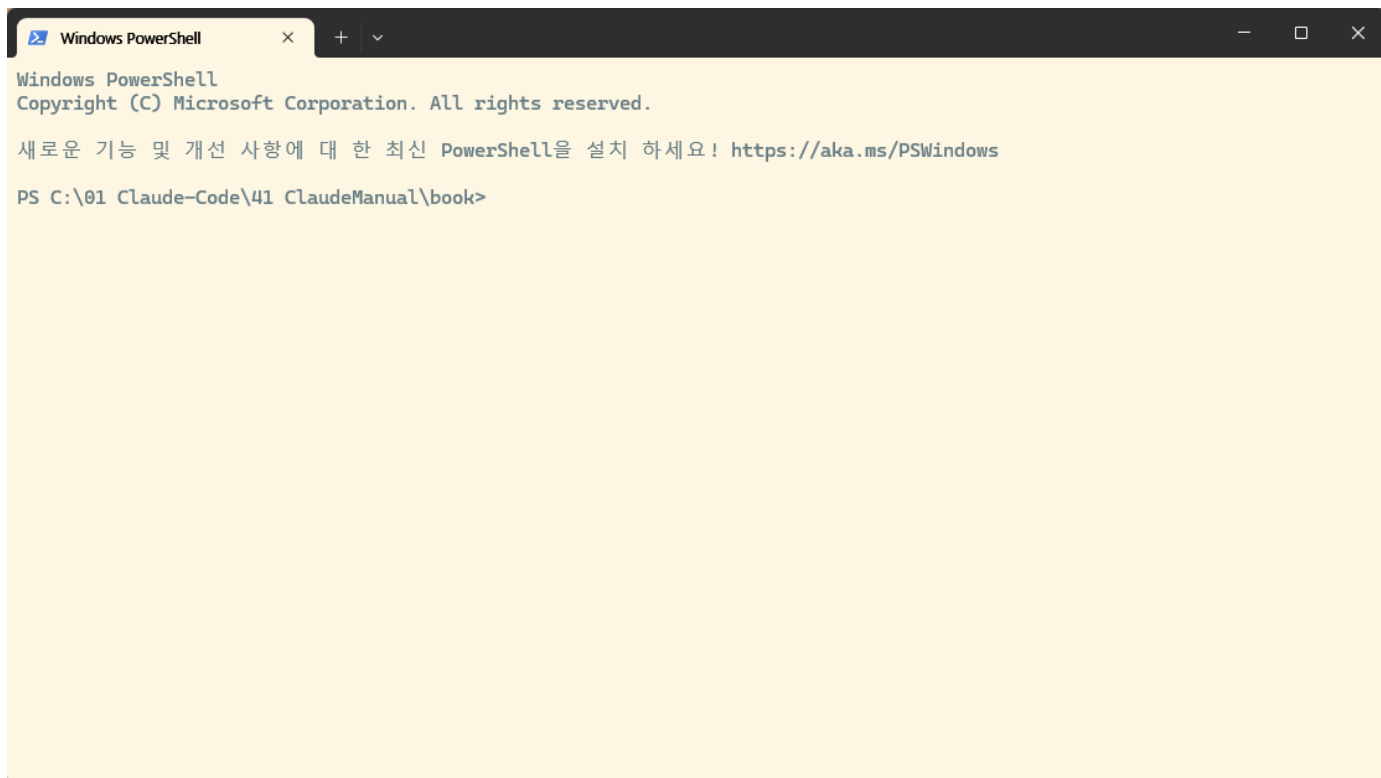 Windows PowerShell
Windows PowerShell
Copyright (C) Microsoft Corporation. All rights reserved.
새로운 기능 및 개선 사항에 대 한 최신 PowerShell을 설치 하세요! https://aka.ms/PSWindows
PS C:\01 Claude-Code\41 ClaudeManual\book>